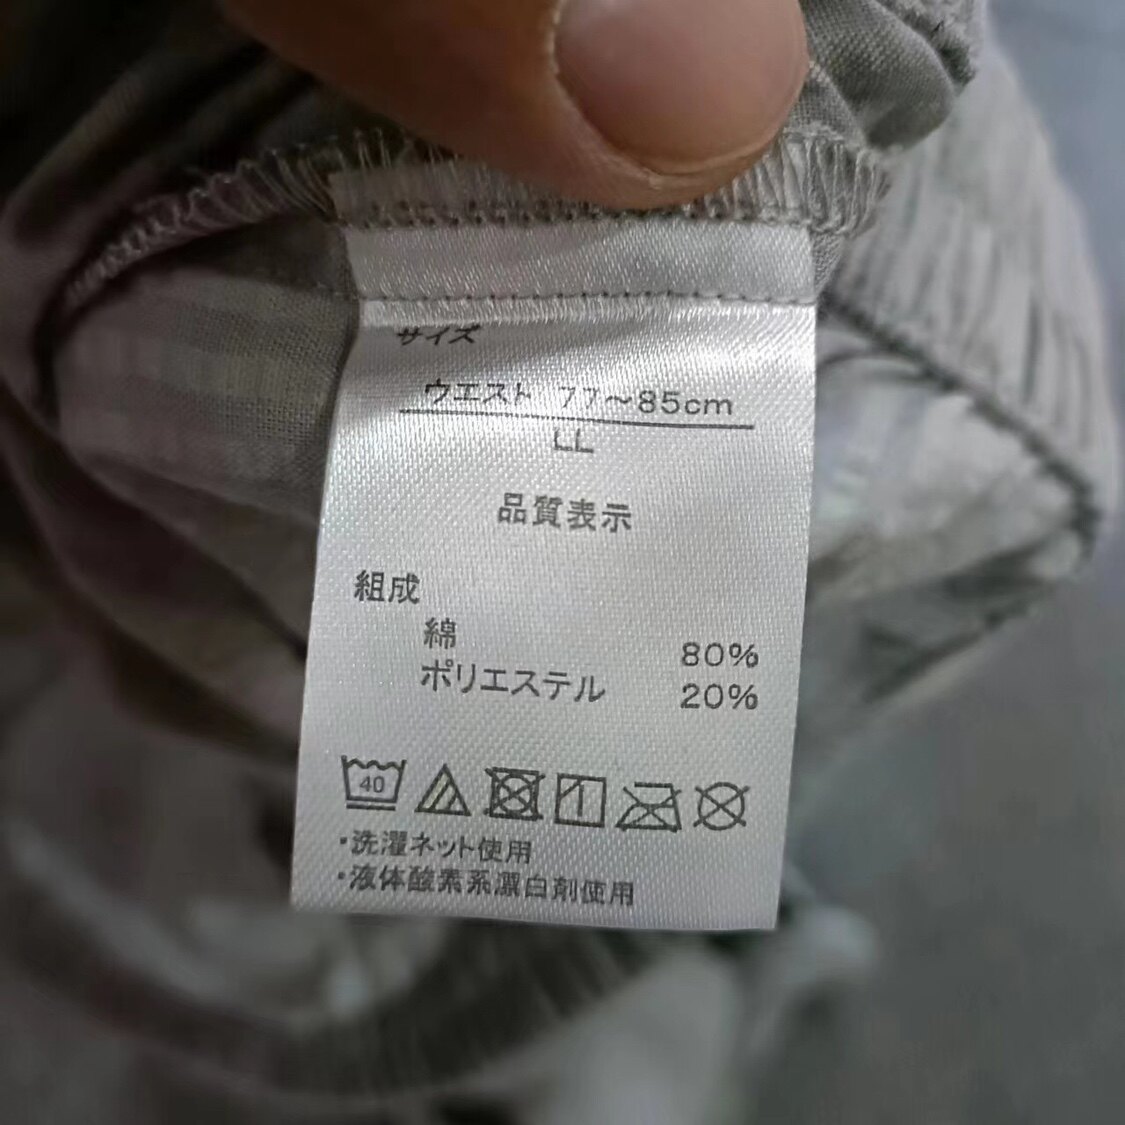 サイズ
ウエスト 77～85cm
LL
品質表示
組成
綿 80%
ポリエステル 20%
40
・洗濯ネット使用
・液体酸素系漂白剤使用